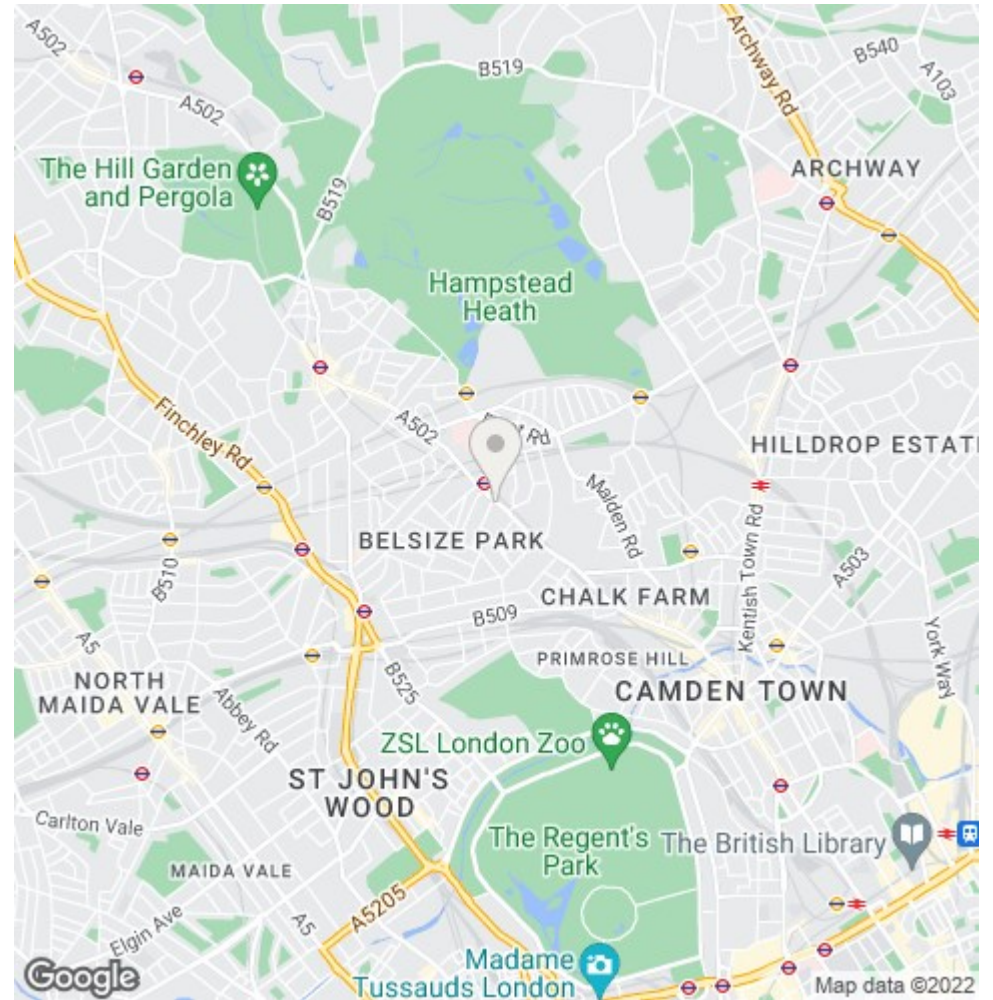 A502
B519
Archway Rd
B540
A103
A502
The Hill Garden
and Pergola
B519
ARCHWAY
Hampstead
Heath
Finchley Rd
A502
Rd
HILLDROP ESTATE
Malden Rd
BELSIZE PARK
Kentish Town Rd
A503
B510
CHALK FARM
B509
A5
York Way
PRIMROSE HILL
NORTH
MAIDA VALE
B525
CAMDEN TOWN
Abbey Rd
ZSL London Zoo
ST JOHN'S
WOOD
Carlton Vale
The Regent's
Park
The British Library
MAIDA VALE
A5205
A5
Elgin Ave
Madame
Tussauds London
Google
Map data ©2022